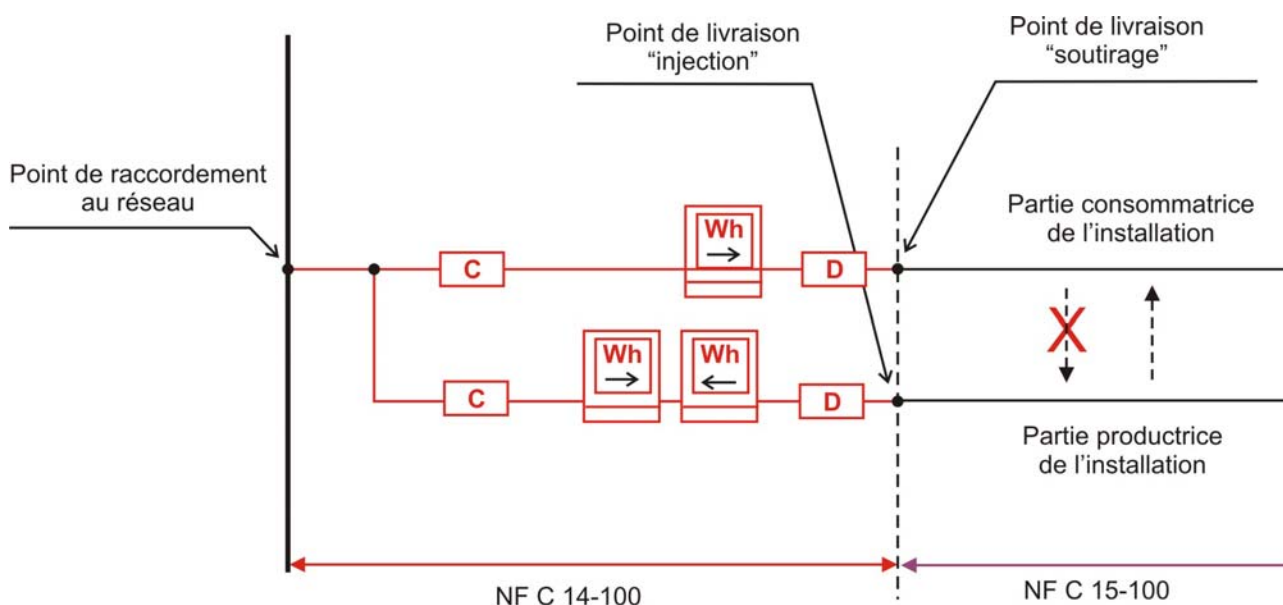 Point de livraison
“injection”
Point de livraison
“soutirage”
Point de raccordement
au réseau
Partie consommatrice
de l’installation
C
Wh
D
C
Wh
Wh
D
X
Partie productrice
de l’installation
NF C 14-100
NF C 15-100